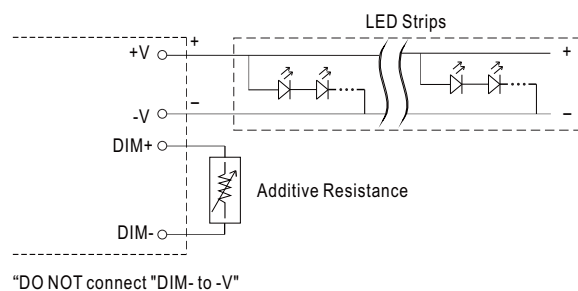 LED Strips
+V
+
+
-V
–
–
DIM+
Additive Resistance
DIM-
“DO NOT connect "DIM- to -V"